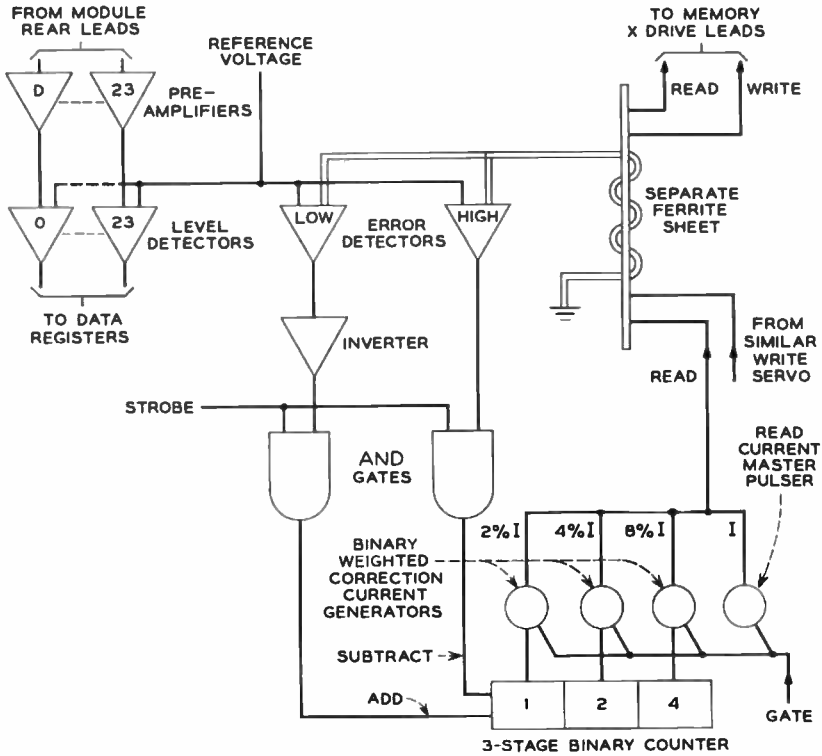 FROM MODULE
REAR LEADS
TO MEMORY
X DRIVE LEADS
REFERENCE
VOLTAGE
D
23
PRE-
AMPLIFIERS
READ
WRITE
0
23
LEVEL
DETECTORS
LOW
ERROR
DETECTORS
HIGH
SEPARATE
FERRITE
SHEET
TO DATA
REGISTERS
INVERTER
FROM
SIMILAR
WRITE
SERVO
READ
STROBE
AND
GATES
READ
CURRENT
MASTER
PULSER
2% I
4% I
8% I
I
BINARY
WEIGHTED
CORRECTION
CURRENT
GENERATORS
SUBTRACT
ADD
1
2
4
GATE
3-STAGE BINARY COUNTER